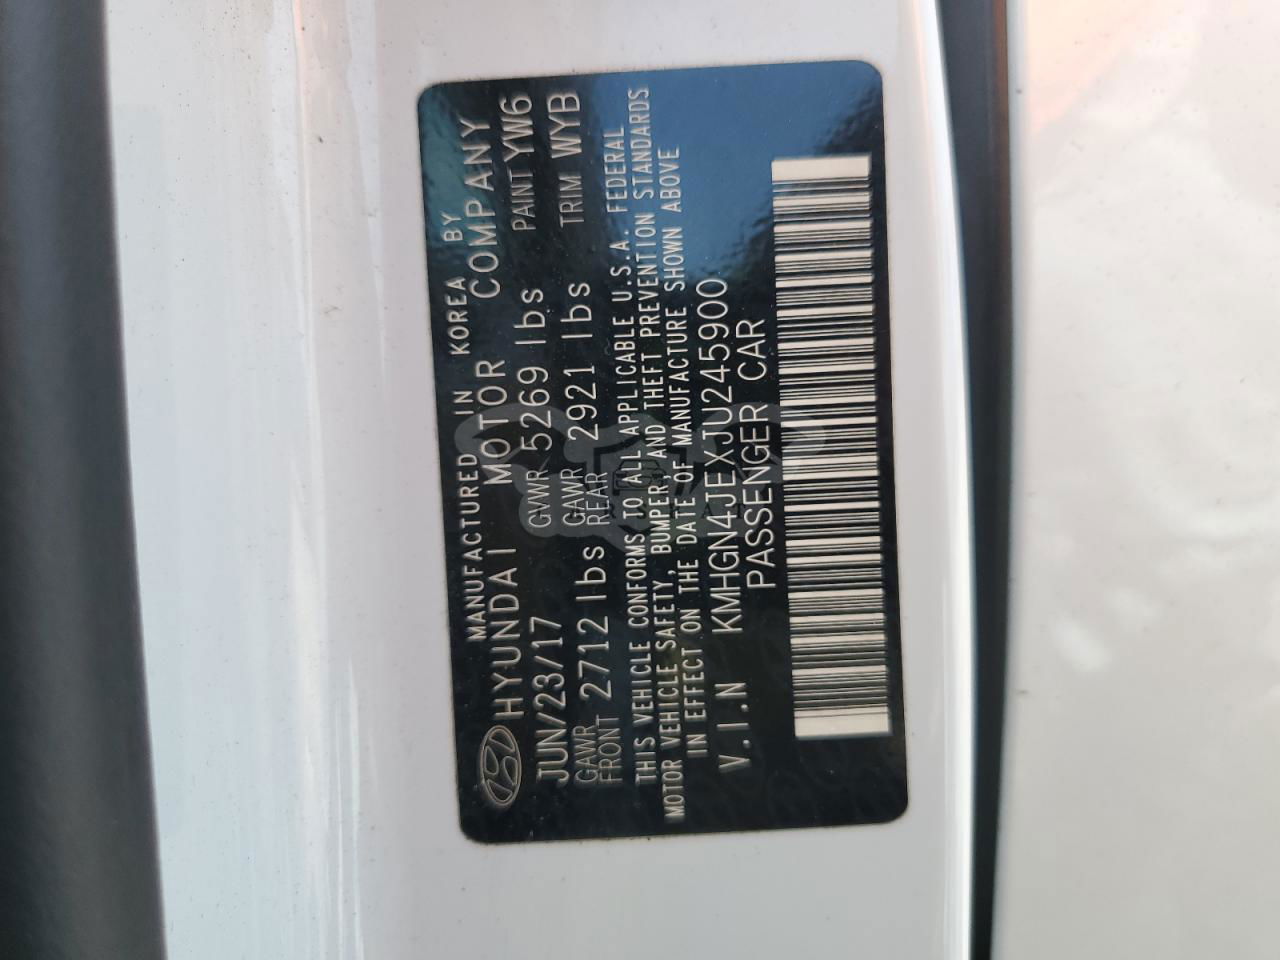 MANUFACTURED IN KOREA BY
HYUNDAI MOTOR COMPANY
JUN/23/17 GVWR 5269 lbs PAINT YW6
GAWR FRONT 2712 lbs GAWR REAR 2921 lbs TRIM WYB
THIS VEHICLE CONFORMS TO ALL APPLICABLE U.S.A. FEDERAL
MOTOR VEHICLE SAFETY, BUMPER, AND THEFT PREVENTION STANDARDS
IN EFFECT ON THE DATE OF MANUFACTURE SHOWN ABOVE
V.I.N KMHGN4JEXJU245900
PASSENGER CAR